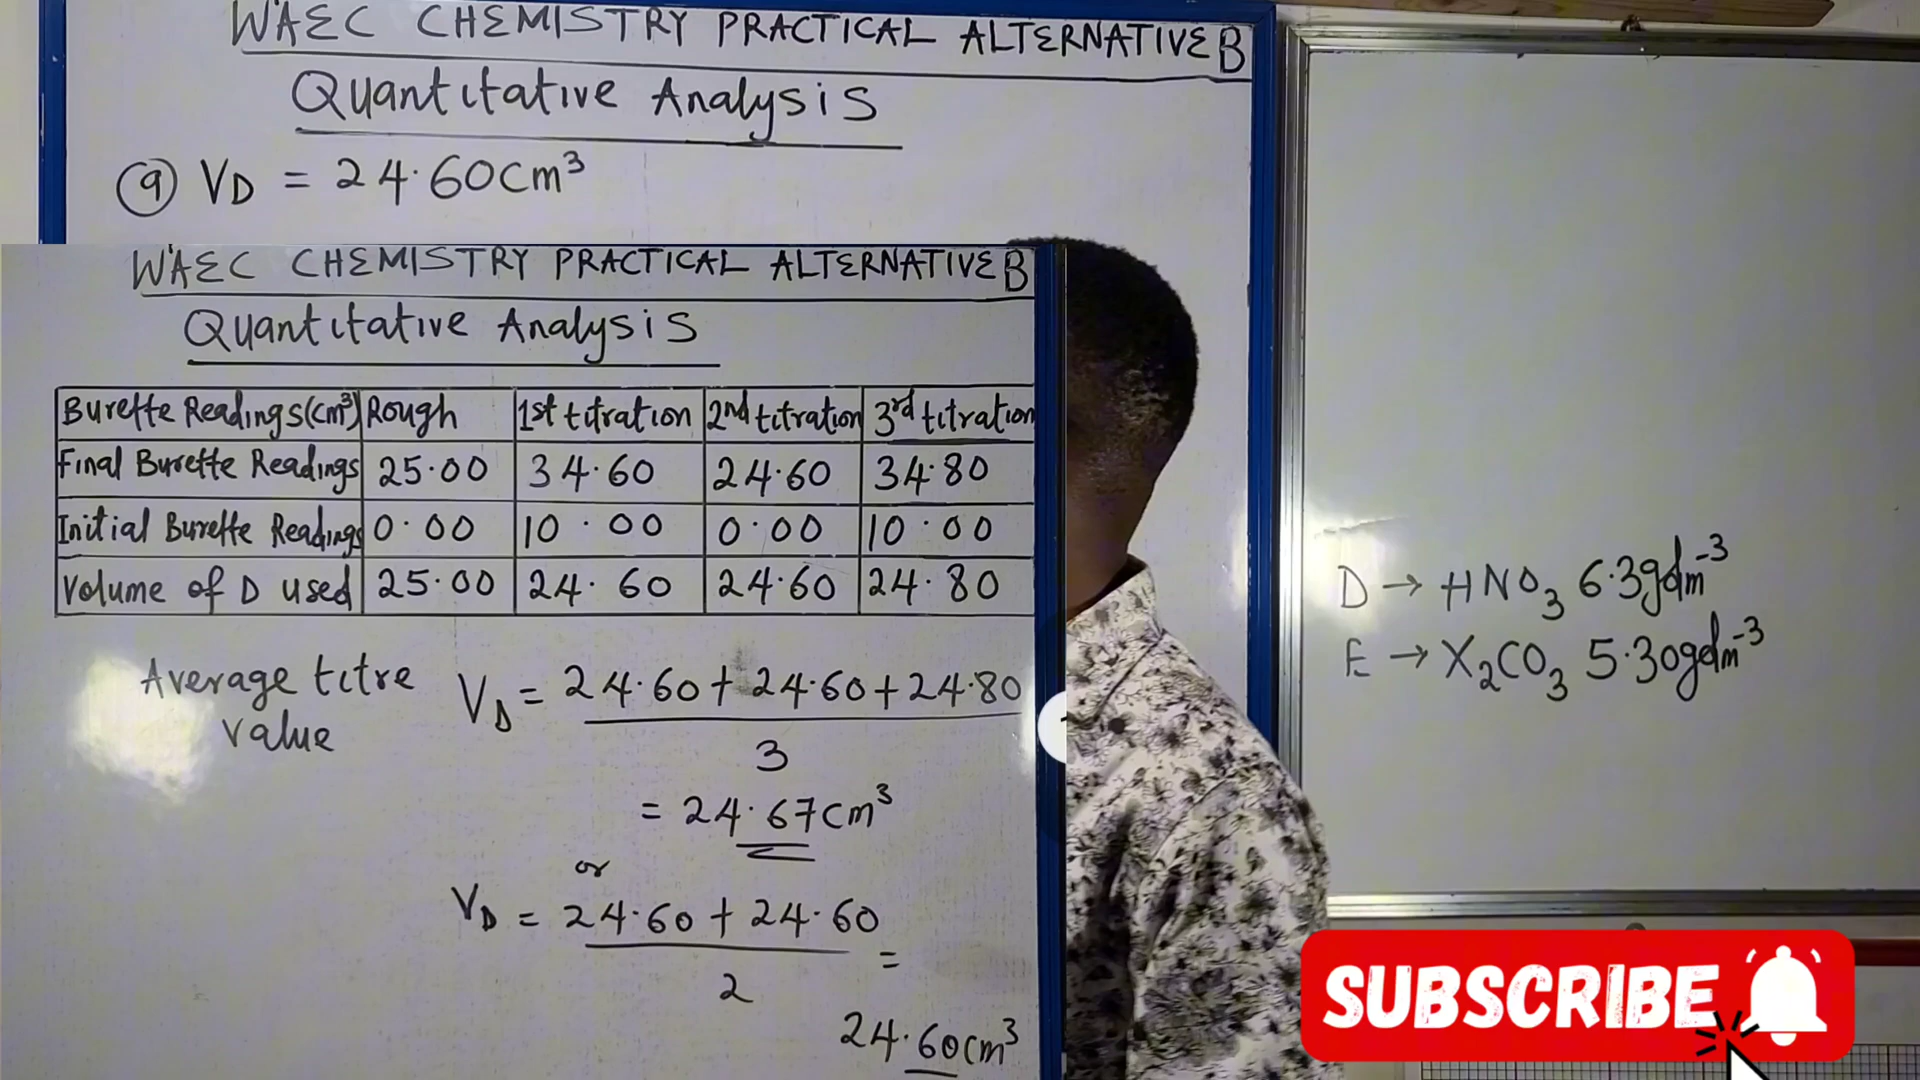 WAEC CHEMISTRY PRACTICAL ALTERNATIVE B
Quantitative Analysis
(a) VD = 24.60cm³
WAEC CHEMISTRY PRACTICAL ALTERNATIVE B
Quantitative Analysis
Burette Readings(cm³) Rough 1st titration 2nd titration 3rd titration
Final Burette Readings 25.00 34.60 24.60 34.80
Initial Burette Readings 0.00 10.00 0.00 10.00
Volume of D used 25.00 24.60 24.60 24.80
Average titre value
VD = 24.60 + 24.60 + 24.80
3
= 24.67cm³
or
VD = 24.60 + 24.60
2
=
24.60cm³
D → HNO₃ 6.3gdm⁻³
E → X₂CO₃ 5.30gdm⁻³
SUBSCRIBE